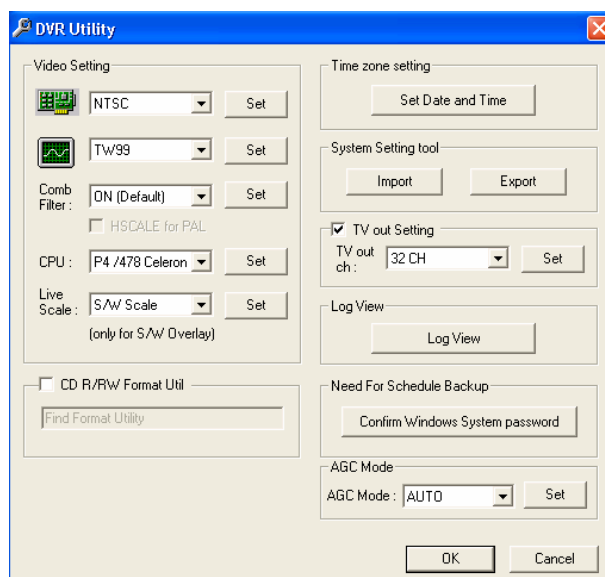 DVR Utility
Video Setting
NTSC
Set
TW99
Set
Comb
Filter :
ON (Default)
Set
HSCALE for PAL
CPU :
P4 /478 Celeron
Set
Live
Scale :
S/W Scale
Set
(only for S/W Overlay)
CD R/RW Format Util
Find Format Utility
Time zone setting
Set Date and Time
System Setting tool
Import
Export
TV out Setting
TV out
ch :
32 CH
Set
Log View
Log View
Need For Schedule Backup
Confirm Windows System password
AGC Mode
AGC Mode :
AUTO
Set
OK
Cancel